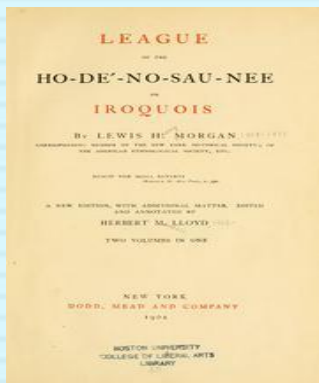 LEAGUE
OF THE
HO-DÉ-NO-SAU-NEE
OR
IROQUOIS
BY LEWIS H. MORGAN
CORRESPONDING MEMBER OF THE NEW YORK HISTORICAL SOCIETY, OF
THE AMERICAN ETHNOLOGICAL SOCIETY, ETC.
A NEW EDITION, WITH ADDITIONAL MATTER. EDITED
AND ANNOTATED BY
HERBERT M. LLOYD
TWO VOLUMES IN ONE
NEW YORK
DODD, MEAD AND COMPANY
BOSTON UNIVERSITY
COLLEGE OF LIBERAL ARTS
LIBRARY